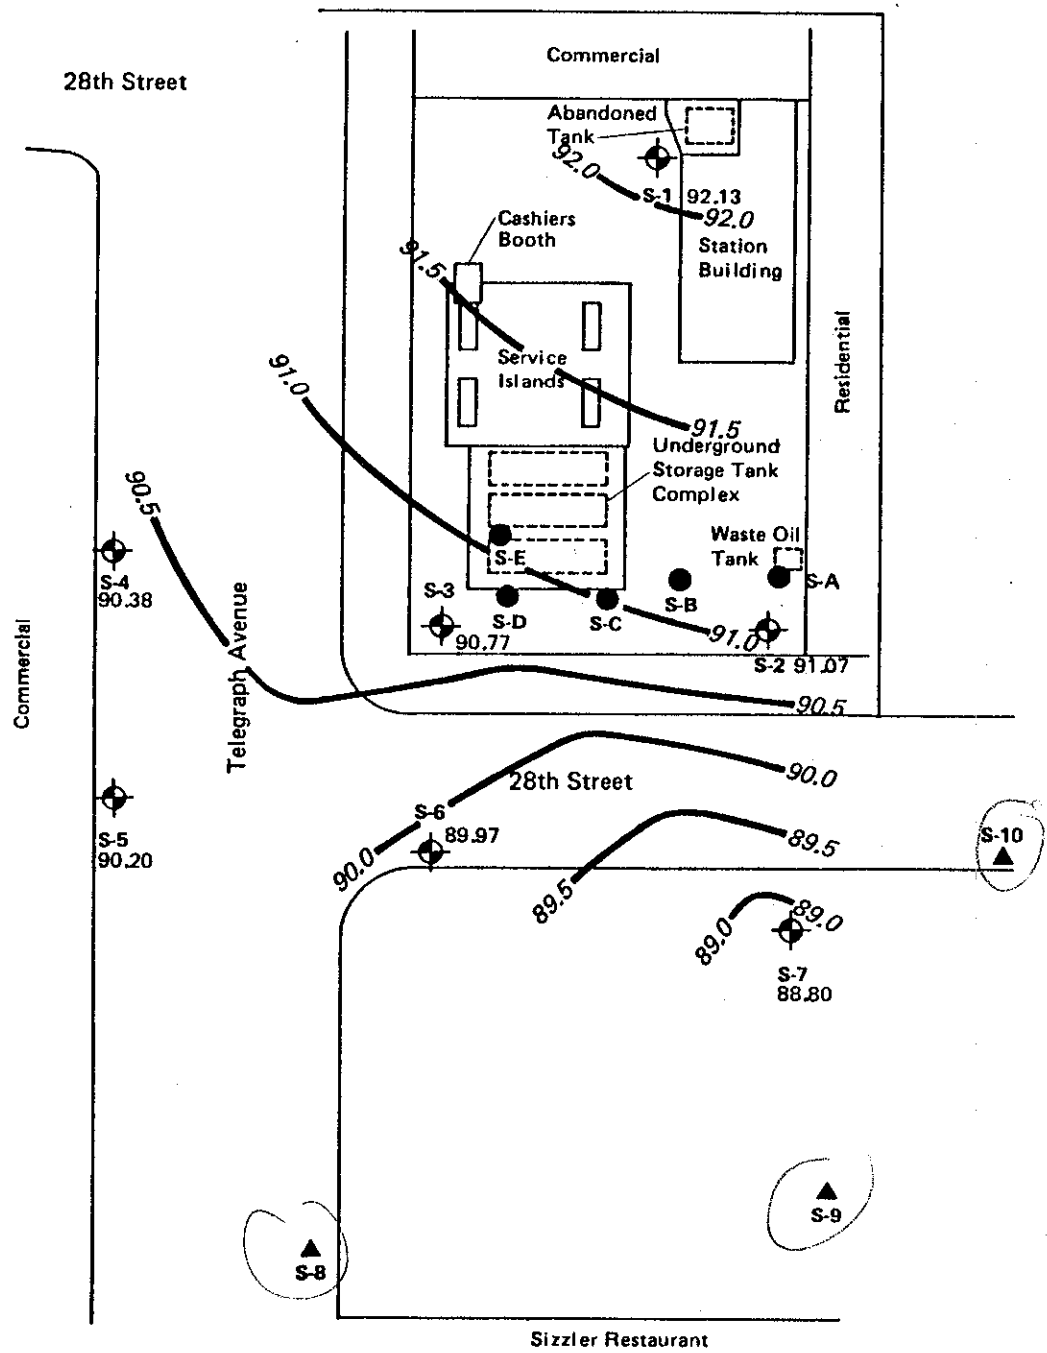 Commercial
28th Street
Abandoned
Tank
92.0
S-1 92.13
92.0
Cashiers
Booth
Station
Building
91.5
Service
Islands
Residential
91.0
91.5
Underground
Storage Tank
Complex
90.5
Waste Oil
Tank
S-E
S-A
S-4
90.38
S-3
S-D
S-C
S-B
90.77
91.0
S-2 91.07
Commercial
Telegraph Avenue
90.5
90.0
28th Street
S-6
89.97
S-5
90.20
90.0
89.5
S-10
89.5
89.0
89.0
S-7
88.80
S-9
S-8
Sizzler Restaurant